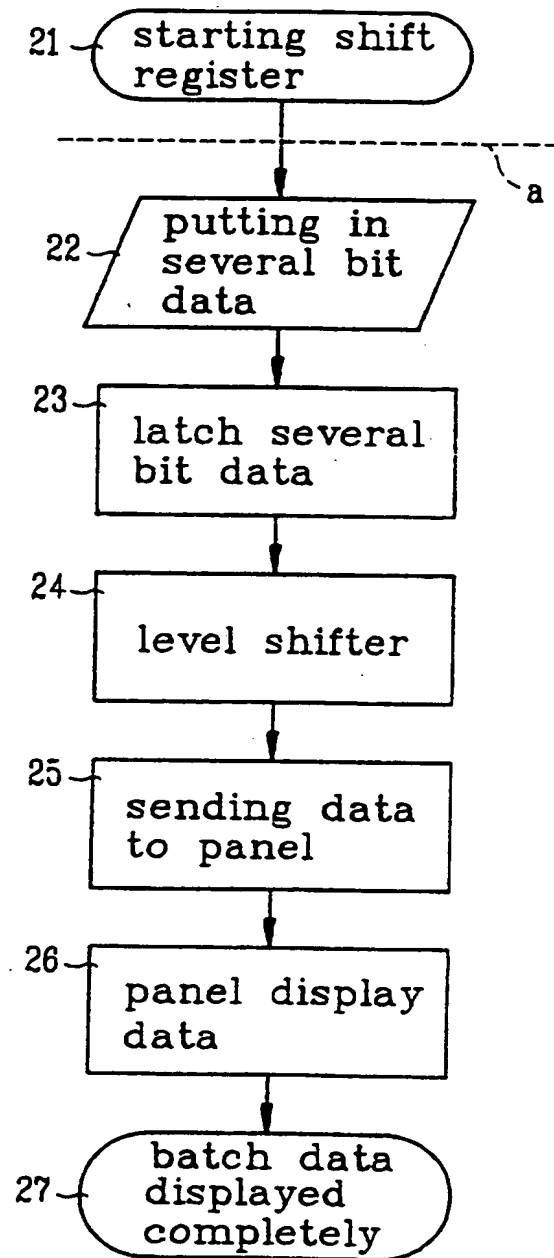 21
starting shift
register
a
22
putting in
several bit
data
23
latch several
bit data
24
level shifter
25
sending data
to panel
26
panel display
data
27
batch data
displayed
completely